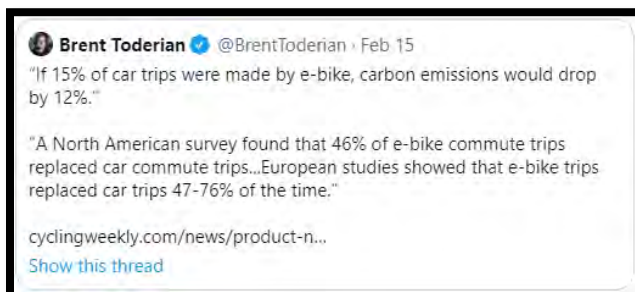 Brent Toderian @BrentToderian · Feb 15
"If 15% of car trips were made by e-bike, carbon emissions would drop
by 12%."
"A North American survey found that 46% of e-bike commute trips
replaced car commute trips...European studies showed that e-bike trips
replaced car trips 47-76% of the time."
cyclingweekly.com/news/product-n...
Show this thread